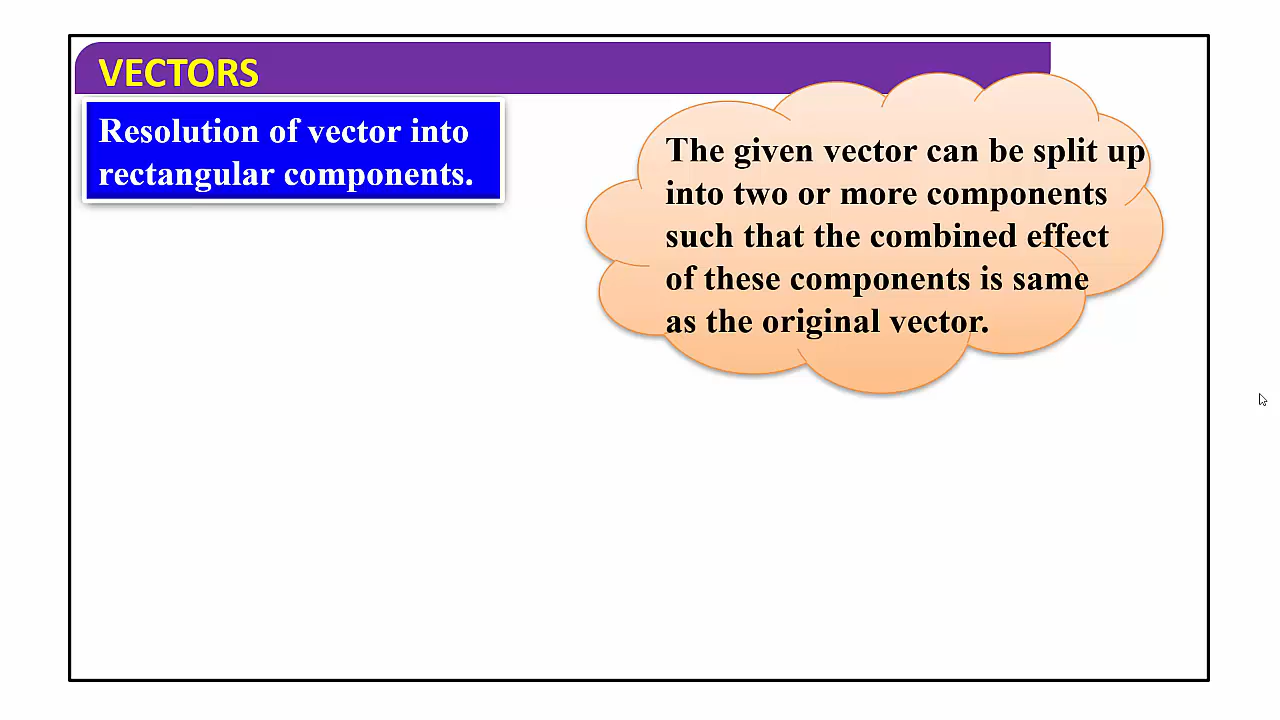 VECTORS
Resolution of vector into
rectangular components.
The given vector can be split up
into two or more components
such that the combined effect
of these components is same
as the original vector.